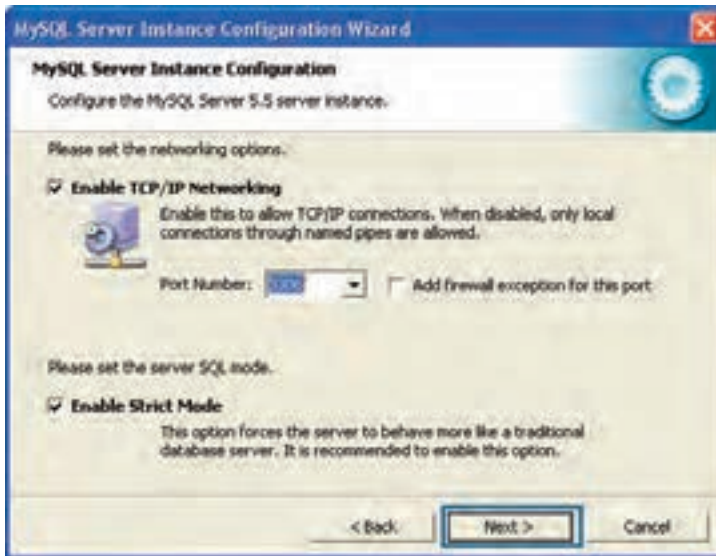 MySQL Server Instance Configuration Wizard
MySQL Server Instance Configuration
Configure the MySQL Server 5.5 server instance.
Please set the networking options.
Enable TCP/IP Networking
Enable this to allow TCP/IP connections. When disabled, only local
connections through named pipes are allowed.
Port Number:
Add firewall exception for this port
Please set the server SQL mode.
Enable Strict Mode
This option forces the server to behave more like a traditional
database server. It is recommended to enable this option.
< Back
Next >
Cancel